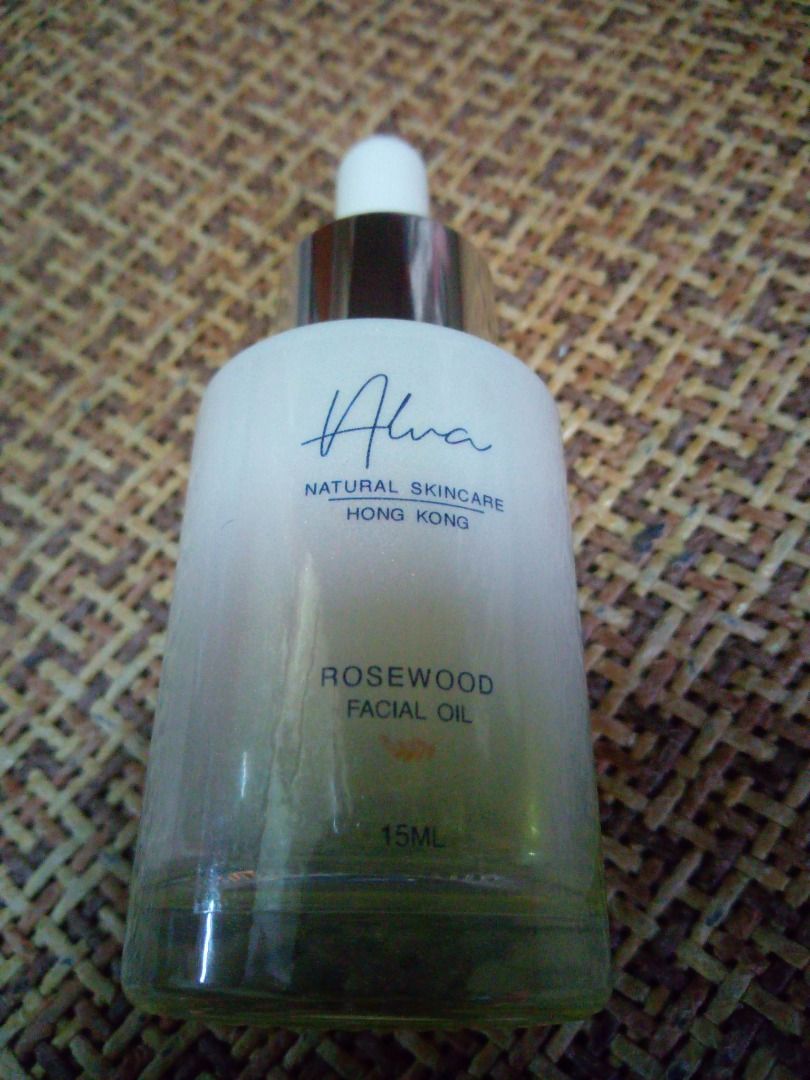 Alva
NATURAL SKINCARE
HONG KONG
ROSEWOOD
FACIAL OIL
15ML